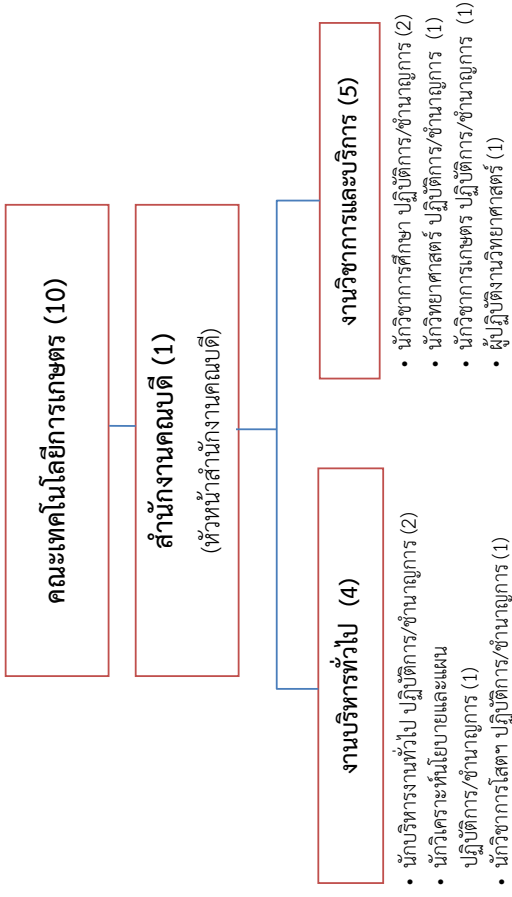 คณะเทคโนโลยีการเกษตร (10)
สำนักงานคณบดี (1)
(หัวหน้าสำนักงานคณบดี)
งานบริหารทั่วไป (4)
• นักบริหารงานทั่วไป ปฏิบัติการ/ชำนาญการ (2)
• นักวิเคราะห์นโยบายและแผน
ปฏิบัติการ/ชำนาญการ (1)
• นักวิชาการโสตฯ ปฏิบัติการ/ชำนาญการ (1)
งานวิชาการและบริการ (5)
• นักวิชาการศึกษา ปฏิบัติการ/ชำนาญการ (2)
• นักวิทยาศาสตร์ ปฏิบัติการ/ชำนาญการ (1)
• นักวิชาการเกษตร ปฏิบัติการ/ชำนาญการ (1)
• ผู้ปฏิบัติงานวิทยาศาสตร์ (1)